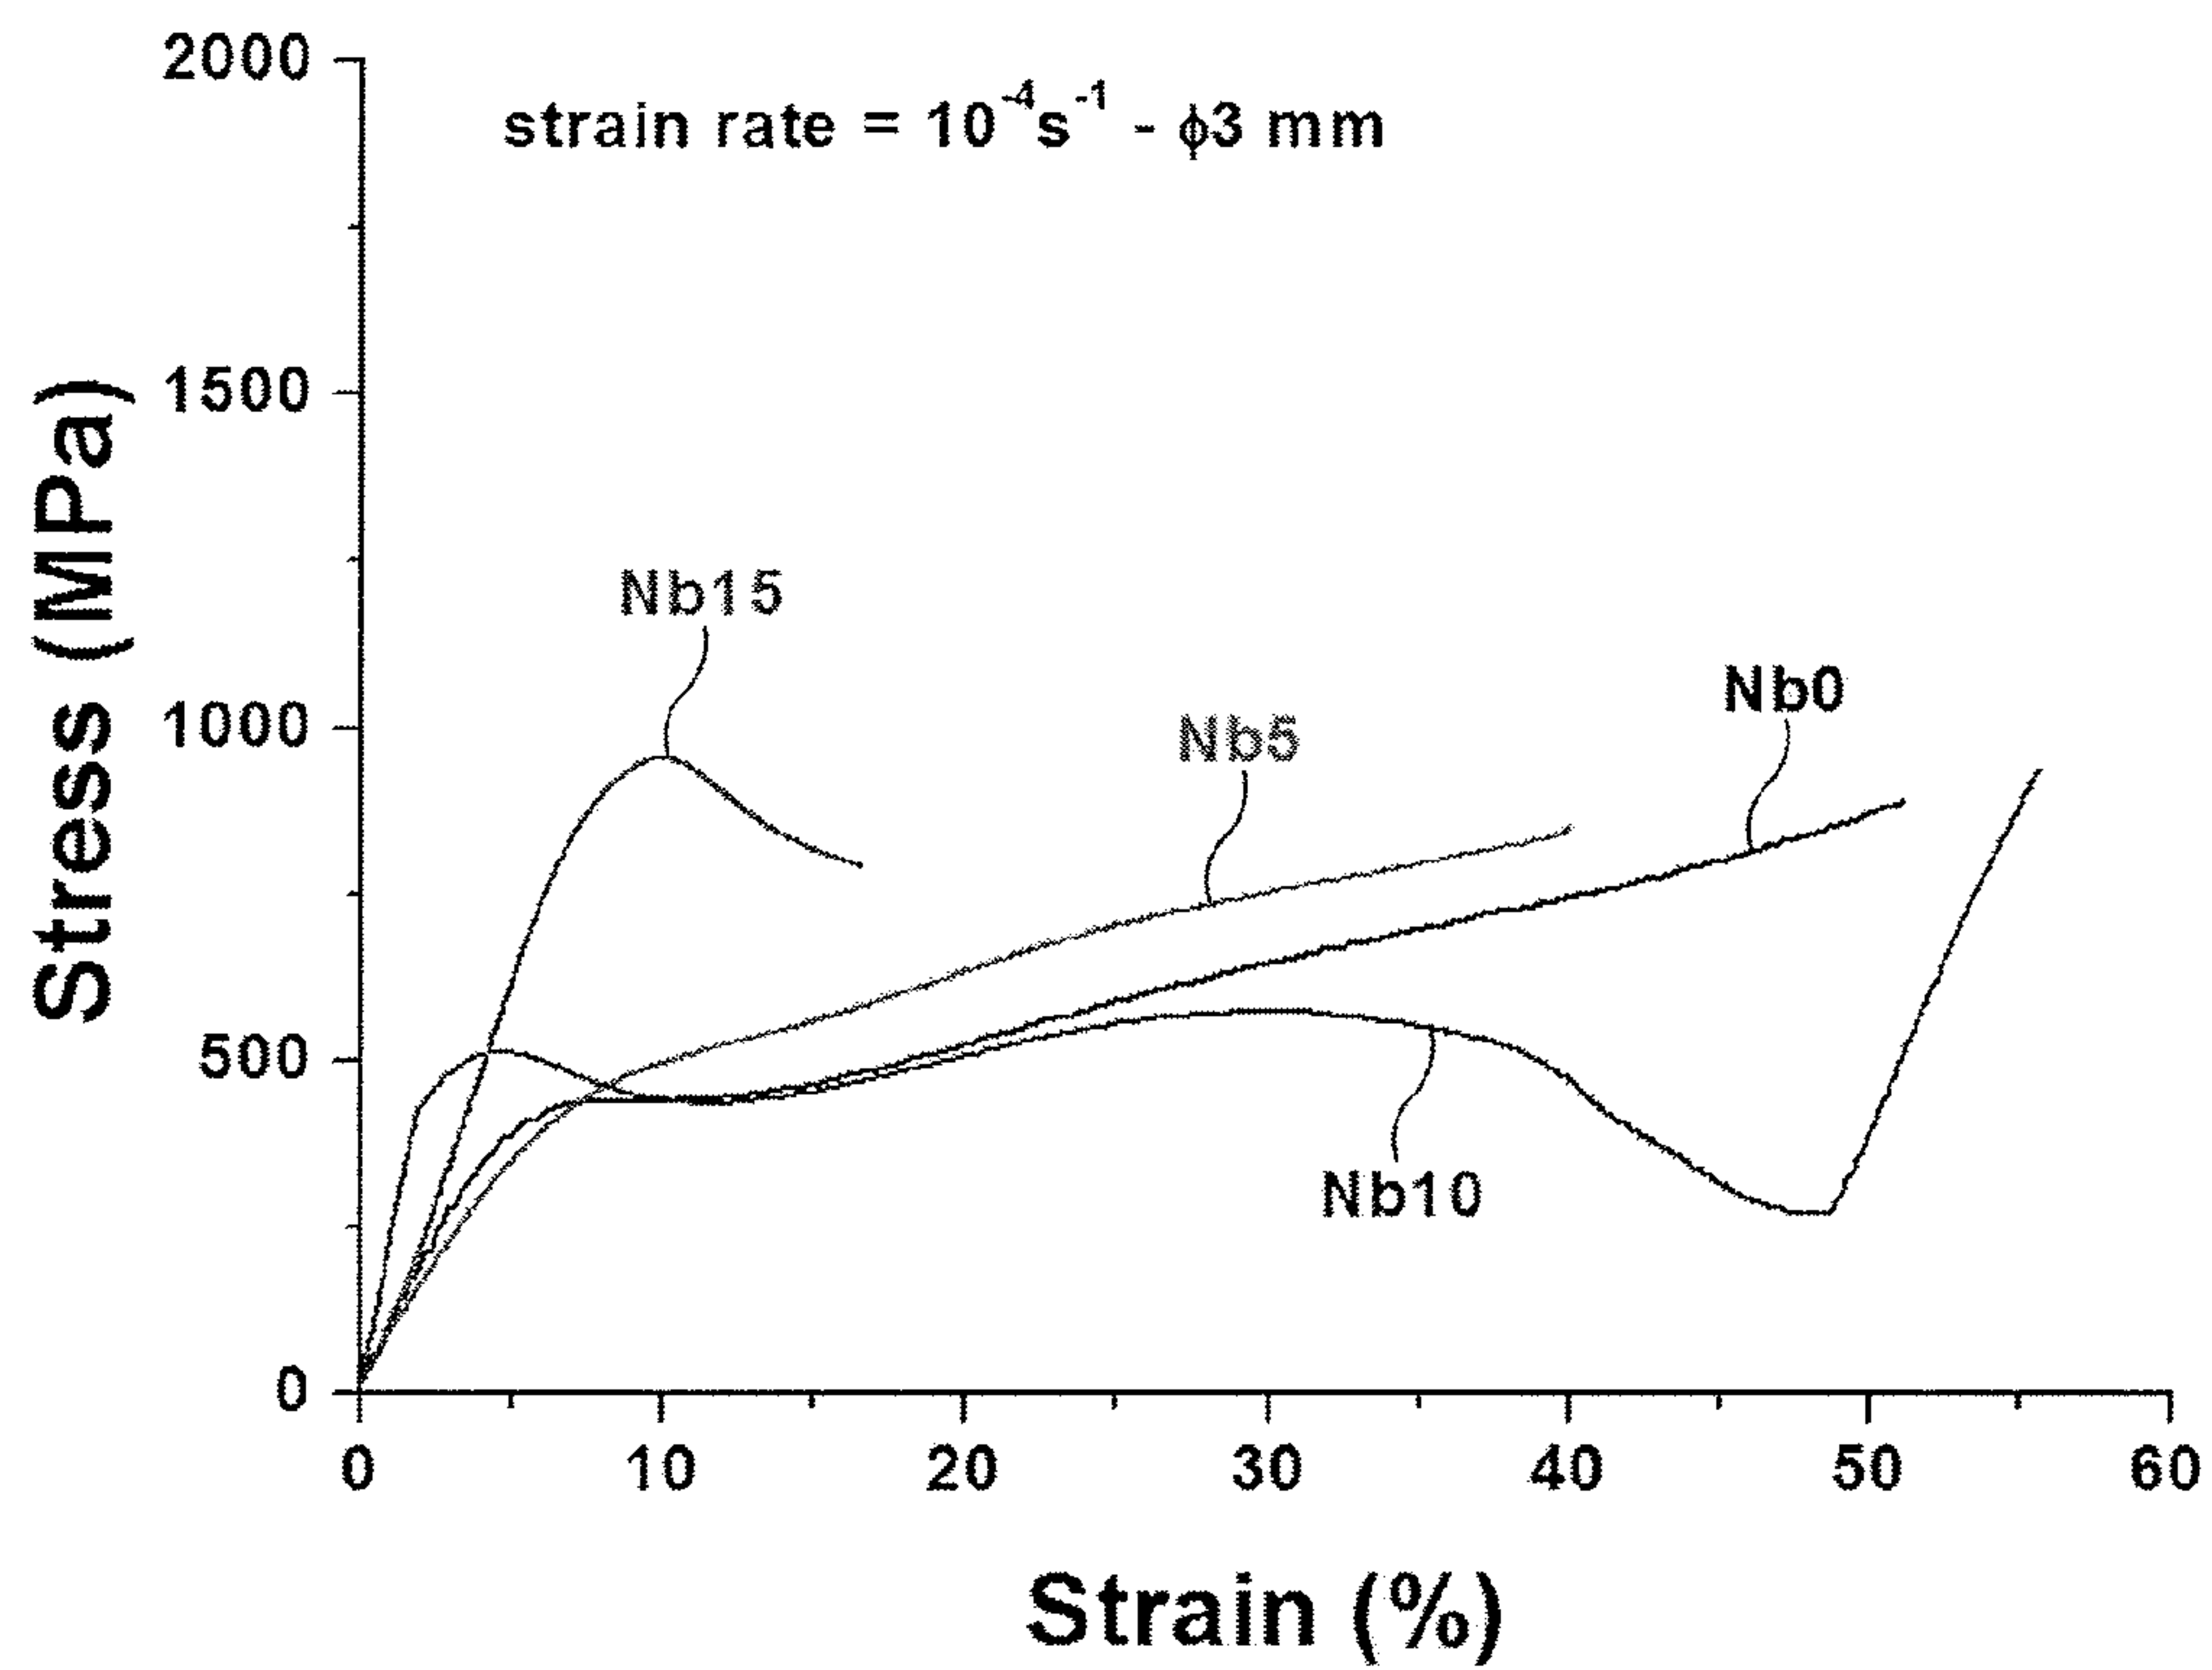 2000
strain rate = 10⁻⁴s⁻¹ - ϕ3 mm
1500
Nb15
Nb0
1000
Nb5
500
Nb10
0
0 10 20 30 40 50 60
Stress (MPa)
Strain (%)